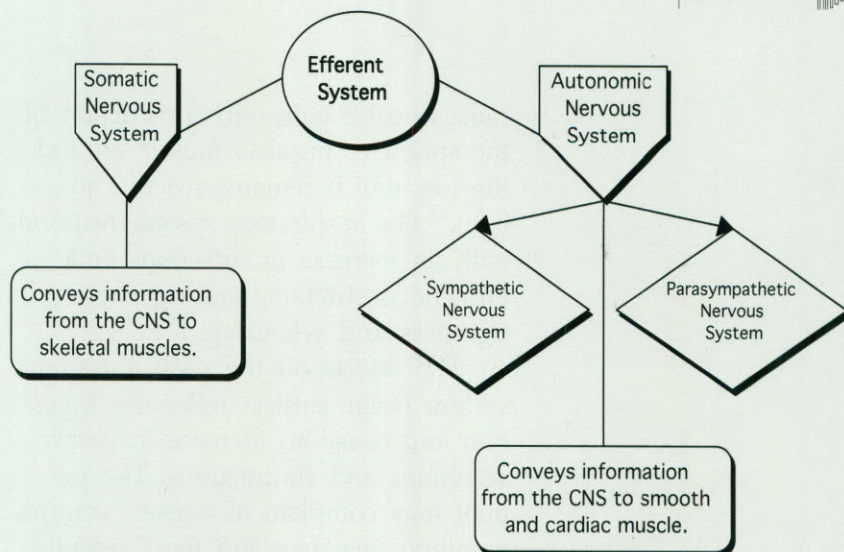 Efferent
System
Somatic
Nervous
System
Autonomic
Nervous
System
Conveys information
from the CNS to
skeletal muscles.
Sympathetic
Nervous
System
Parasympathetic
Nervous
System
Conveys information
from the CNS to smooth
and cardiac muscle.